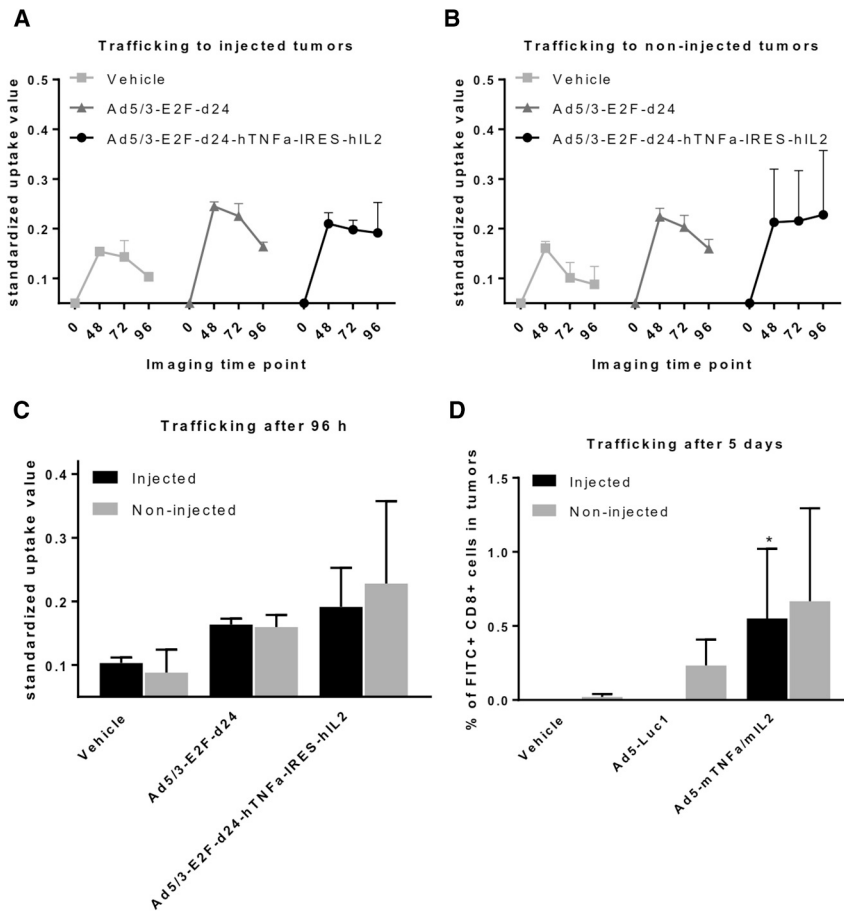 A
Trafficking to injected tumors
Vehicle
Ad5/3-E2F-d24
Ad5/3-E2F-d24-hTNFa-IRES-hIL2
standardized uptake value
0.5
0.4
0.3
0.2
0.1
0 48 72 96 0 48 72 96 0 48 72 96
Imaging time point
B
Trafficking to non-injected tumors
Vehicle
Ad5/3-E2F-d24
Ad5/3-E2F-d24-hTNFa-IRES-hIL2
standardized uptake value
0.5
0.4
0.3
0.2
0.1
0 48 72 96 0 48 72 96 0 48 72 96
Imaging time point
C
Trafficking after 96 h
Injected
Non-injected
standardized uptake value
0.4
0.3
0.2
0.1
Vehicle
Ad5/3-E2F-d24
Ad5/3-E2F-d24-hTNFa-IRES-hIL2
D
Trafficking after 5 days
Injected
Non-injected
% of FITC+ CD8+ cells in tumors
1.5
1.0
0.5
0.0
*
Vehicle
Ad5-Luc1
Ad5-mTNFa/mIL2